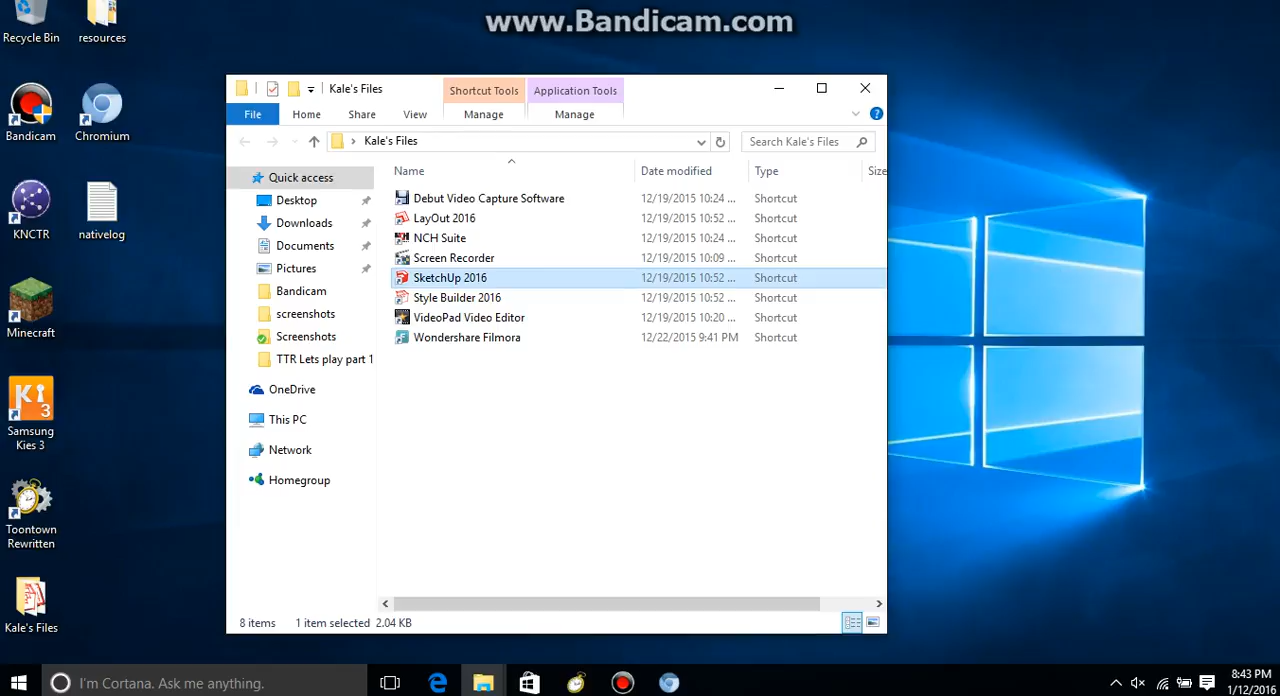 www.Bandicam.com
Recycle Bin
resources
Bandicam
Chromium
KNCTR
nativelog
Minecraft
Samsung
Kies 3
Toontown
Rewritten
Kale's Files
Kale's Files
Shortcut Tools
Application Tools
File
Home
Share
View
Manage
Manage
Kale's Files
Search Kale's Files
Name
Date modified
Type
Size
Quick access
Desktop
Downloads
Documents
Pictures
Bandicam
screenshots
Screenshots
TTR Lets play part 1
OneDrive
This PC
Network
Homegroup
Debut Video Capture Software 12/19/2015 10:24 ... Shortcut
LayOut 2016 12/19/2015 10:52 ... Shortcut
NCH Suite 12/19/2015 10:24 ... Shortcut
Screen Recorder 12/19/2015 10:09 ... Shortcut
SketchUp 2016 12/19/2015 10:52 ... Shortcut
Style Builder 2016 12/19/2015 10:52 ... Shortcut
VideoPad Video Editor 12/19/2015 10:20 ... Shortcut
Wondershare Filmora 12/22/2015 9:41 PM Shortcut
8 items 1 item selected 2.04 KB
I'm Cortana. Ask me anything.
8:43 PM
1/12/2016